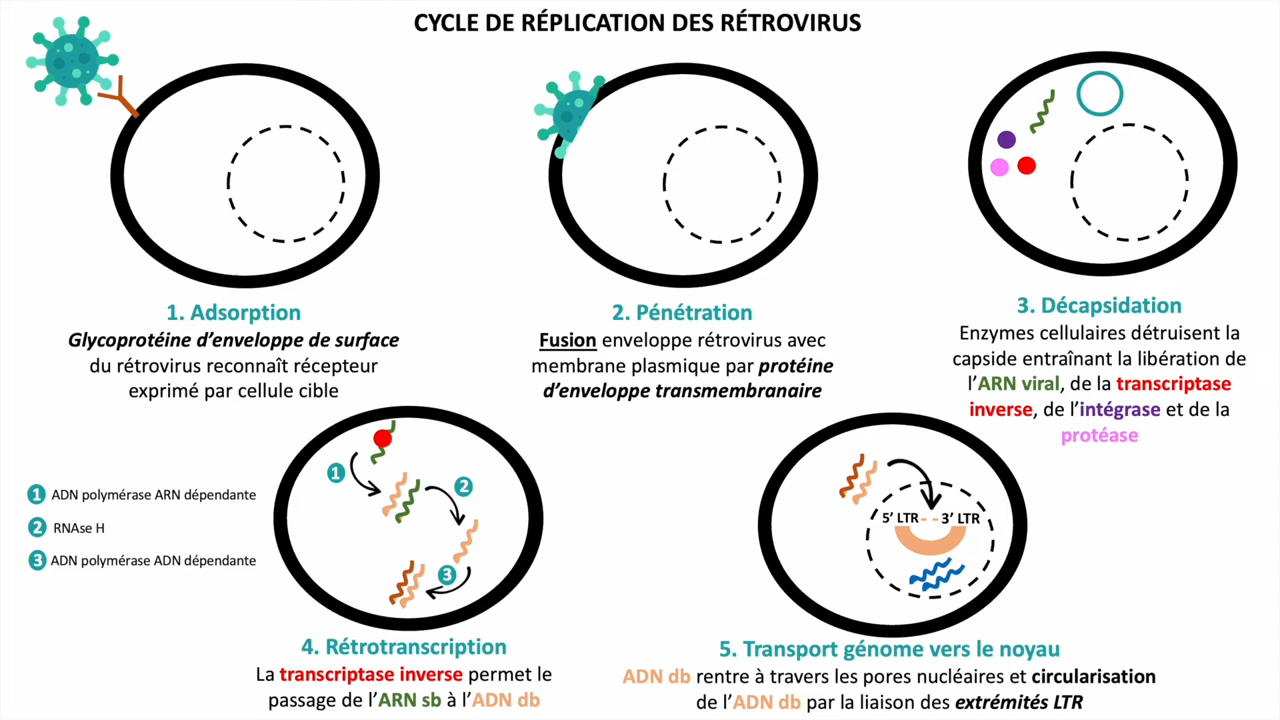 CYCLE DE RÉPLICATION DES RÉTROVIRUS
1. Adsorption
Glycoprotéine d’enveloppe de surface
du rétrovirus reconnaît récepteur
exprimé par cellule cible
2. Pénétration
Fusion enveloppe rétrovirus avec
membrane plasmique par protéine
d’enveloppe transmembranaire
3. Décapsidation
Enzymes cellulaires détruisent la
capside entraînant la libération de
l’ARN viral, de la transcriptase
inverse, de l’intégrase et de la
protéase
1 ADN polymérase ARN dépendante
2 RNAse H
3 ADN polymérase ADN dépendante
1
2
3
4. Rétrotranscription
La transcriptase inverse permet le
passage de l’ARN sb à l’ADN db
5’ LTR -- 3’ LTR
5. Transport génome vers le noyau
ADN db rentre à travers les pores nucléaires et circularisation
de l’ADN db par la liaison des extrémités LTR